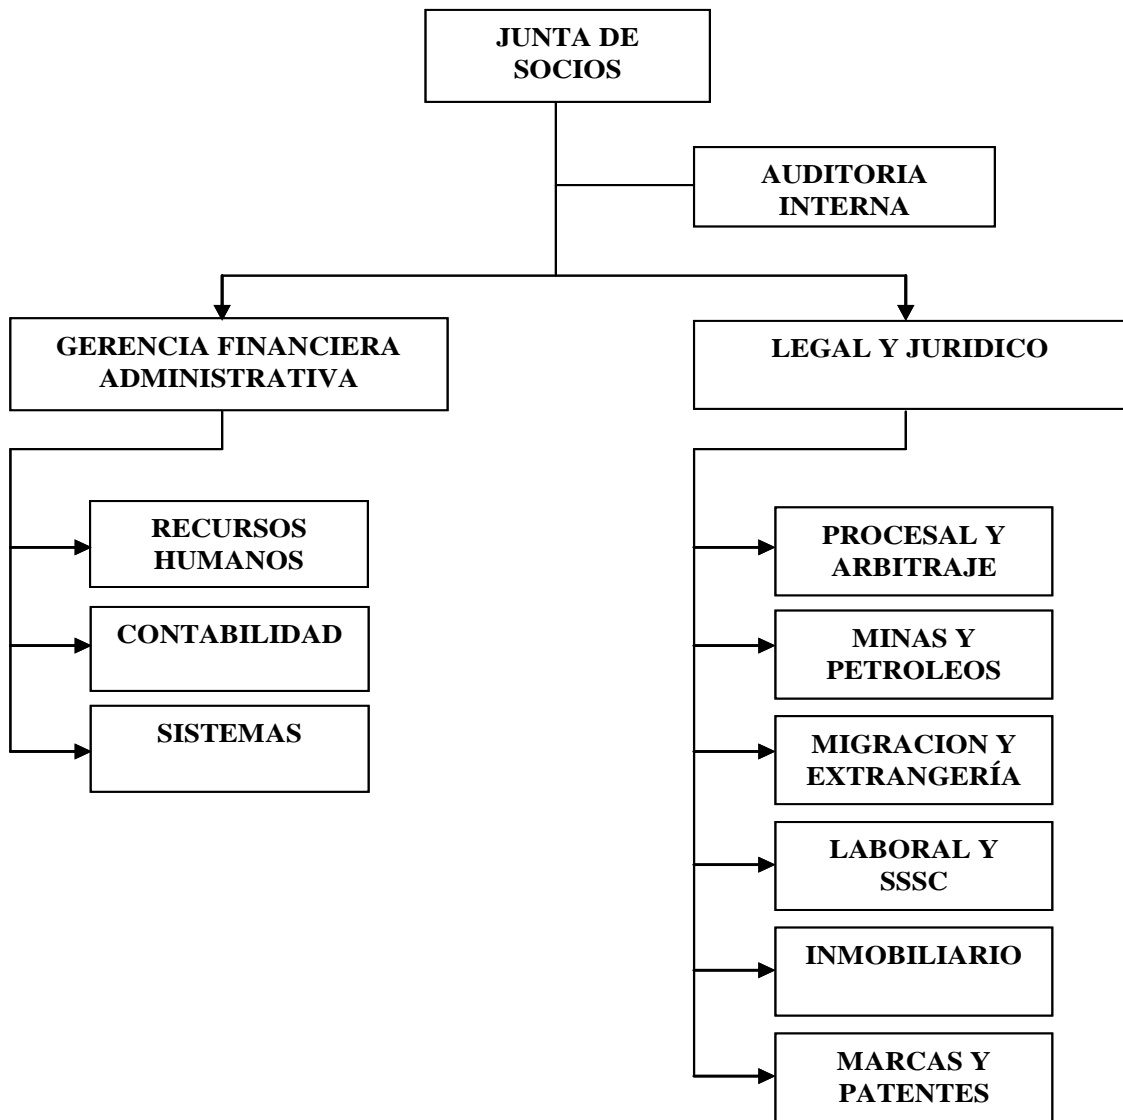 JUNTA DE
SOCIOS
AUDITORIA
INTERNA
GERENCIA FINANCIERA
ADMINISTRATIVA
LEGAL Y JURIDICO
RECURSOS
HUMANOS
CONTABILIDAD
SISTEMAS
PROCESAL Y
ARBITRAJE
MINAS Y
PETROLEOS
MIGRACION Y
EXTRANGERÍA
LABORAL Y
SSSC
INMOBILIARIO
MARCAS Y
PATENTES